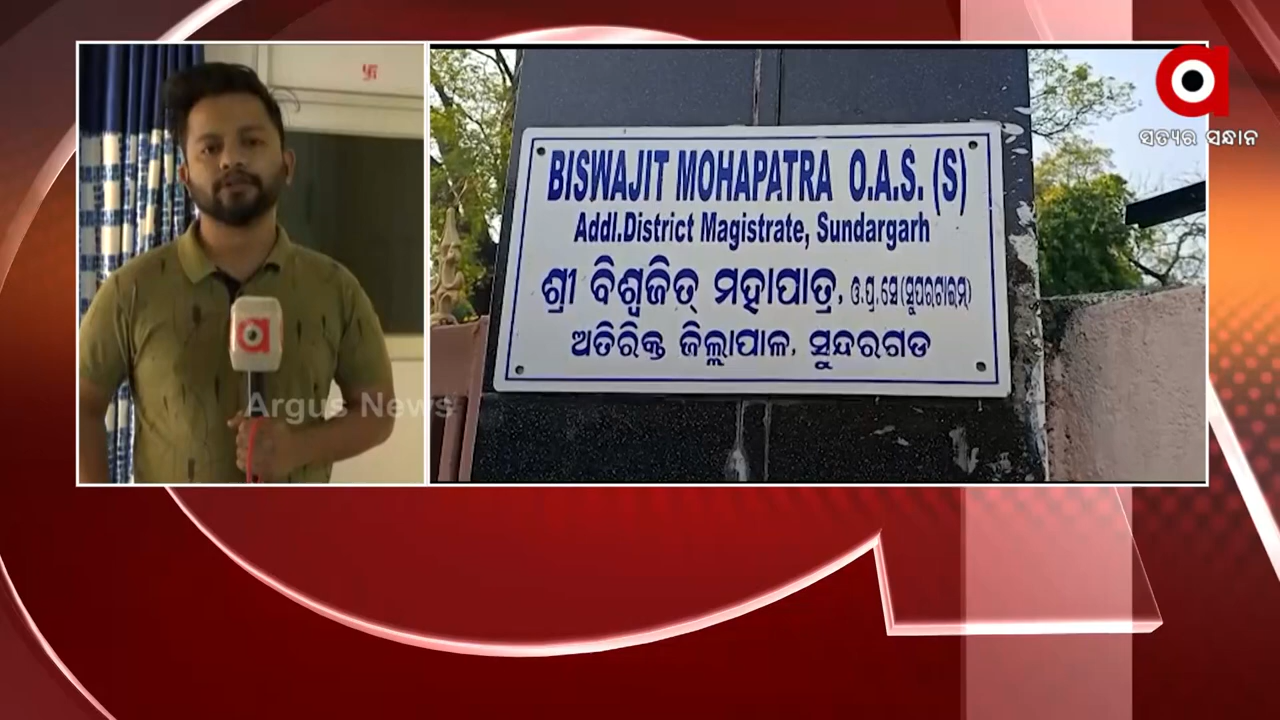 BISWAJIT MOHAPATRA O.A.S. (S)
Addl.District Magistrate, Sundargarh
ଶ୍ରୀ ବିଶ୍ୱଜିତ୍ ମହାପାତ୍ର, ଓ.ପ୍ର.ସେ (ସୁପରଟାଇମ୍)
ଅତିରିକ୍ତ ଜିଲ୍ଲାପାଳ, ସୁନ୍ଦରଗଡ
ସତ୍ୟର ସନ୍ଧାନ
Argus News